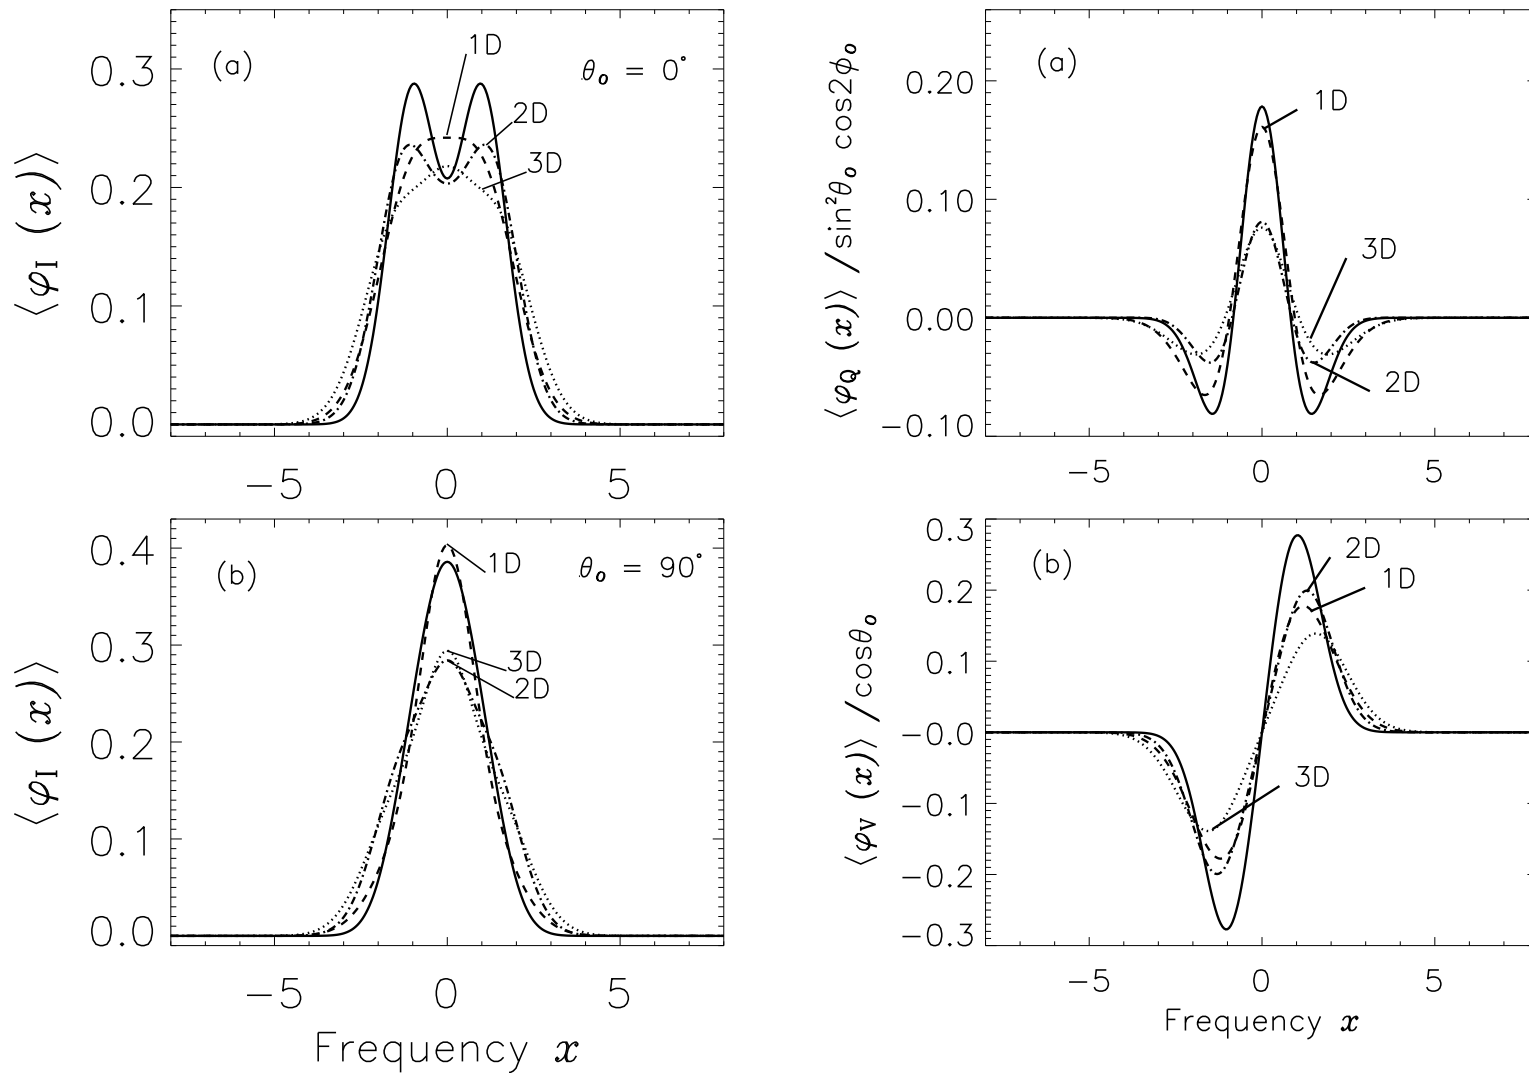 ⟨φI (x)⟩
0.3
0.2
0.1
0.0
(a)
θo = 0°
1D
2D
3D
−5 0 5
⟨φI (x)⟩
0.4
0.3
0.2
0.1
0.0
(b)
θo = 90°
1D
3D
2D
−5 0 5
Frequency x
⟨φQ (x)⟩ /sin²θo cos2φo
0.20
0.10
0.00
−0.10
(a)
1D
3D
2D
−5 0 5
⟨φV (x)⟩ /cosθo
0.3
0.2
0.1
−0.0
−0.1
−0.2
−0.3
(b)
2D
1D
3D
−5 0 5
Frequency x